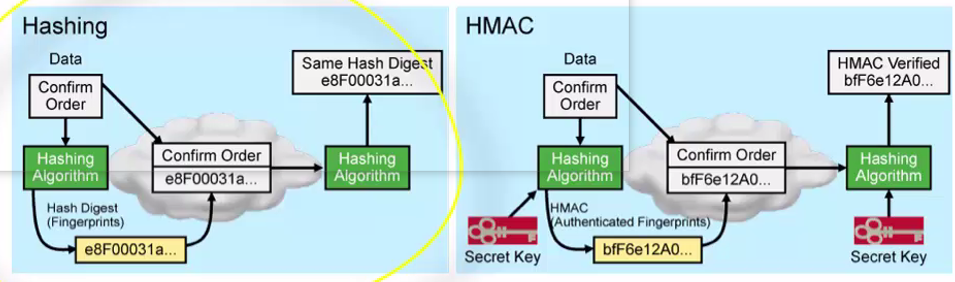 Hashing
Data
Confirm
Order
Hashing
Algorithm
Hash Digest
(Fingerprints)
e8F00031a...
Confirm Order
e8F00031a...
Hashing
Algorithm
Same Hash Digest
e8F00031a...
HMAC
Data
Confirm
Order
Hashing
Algorithm
Secret Key
HMAC
(Authenticated Fingerprints)
bfF6e12A0...
Confirm Order
bfF6e12A0...
Hashing
Algorithm
Secret Key
HMAC Verified
bfF6e12A0...